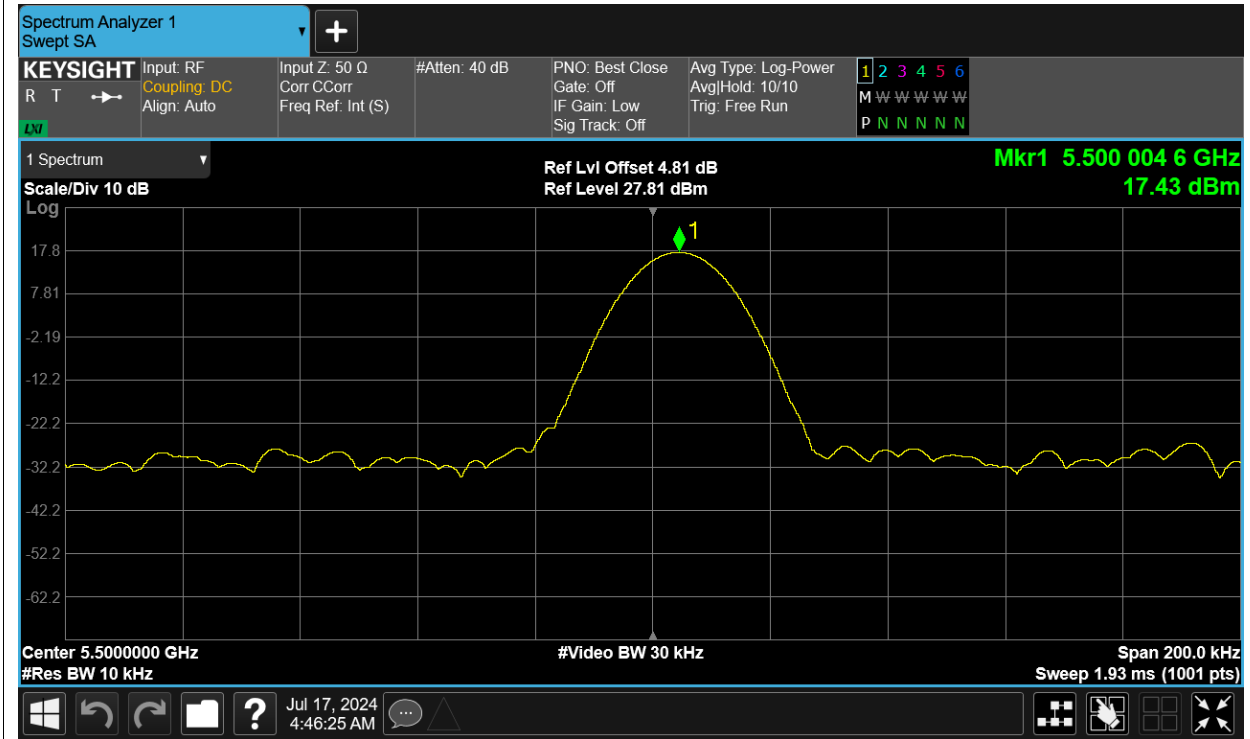 Spectrum Analyzer 1
Swept SA
+
KEYSIGHT
R T
LXI
Input: RF
Coupling: DC
Align: Auto
Input Z: 50 Ω
Corr CCorr
Freq Ref: Int (S)
#Atten: 40 dB
PNO: Best Close
Gate: Off
IF Gain: Low
Sig Track: Off
Avg Type: Log-Power
Avg|Hold: 10/10
Trig: Free Run
1 2 3 4 5 6
M W W W W W
P N N N N N
1 Spectrum
Scale/Div 10 dB
Log
Ref Lvl Offset 4.81 dB
Ref Level 27.81 dBm
Mkr1 5.500 004 6 GHz
17.43 dBm
1
17.8
7.81
-2.19
-12.2
-22.2
-32.2
-42.2
-52.2
-62.2
Center 5.5000000 GHz
#Res BW 10 kHz
#Video BW 30 kHz
Span 200.0 kHz
Sweep 1.93 ms (1001 pts)
?
Jul 17, 2024
4:46:25 AM